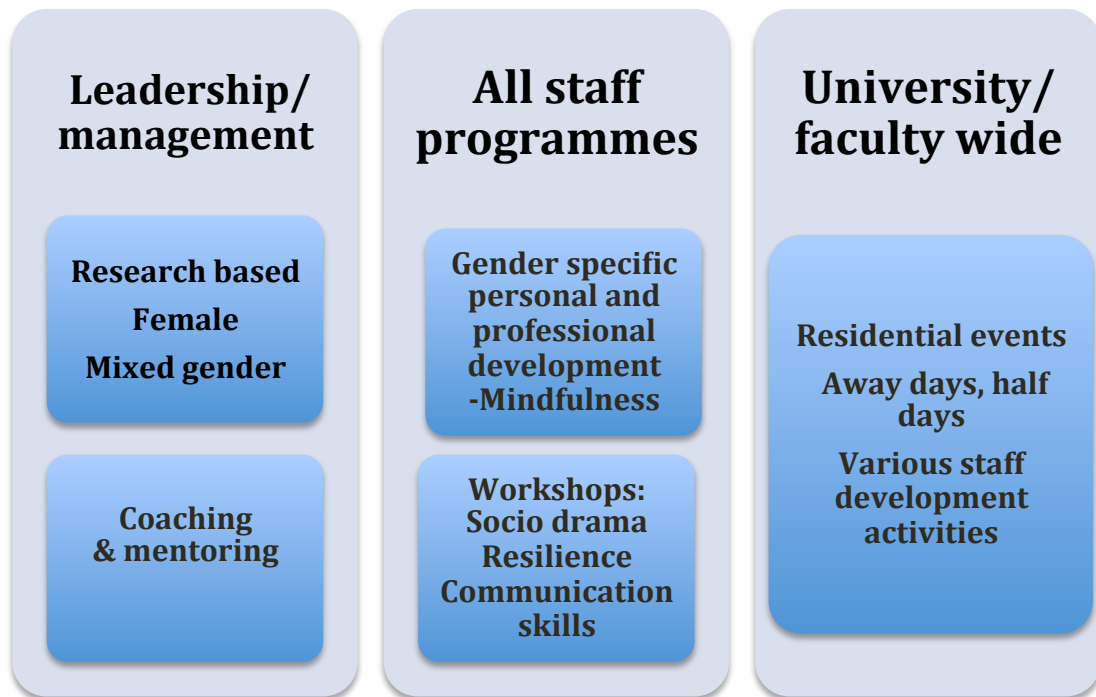 Leadership/
management
Research based
Female
Mixed gender
Coaching
& mentoring
All staff
programmes
Gender specific
personal and
professional
development
-Mindfulness
Workshops:
Socio drama
Resilience
Communication
skills
University/
faculty wide
Residential events
Away days, half
days
Various staff
development
activities